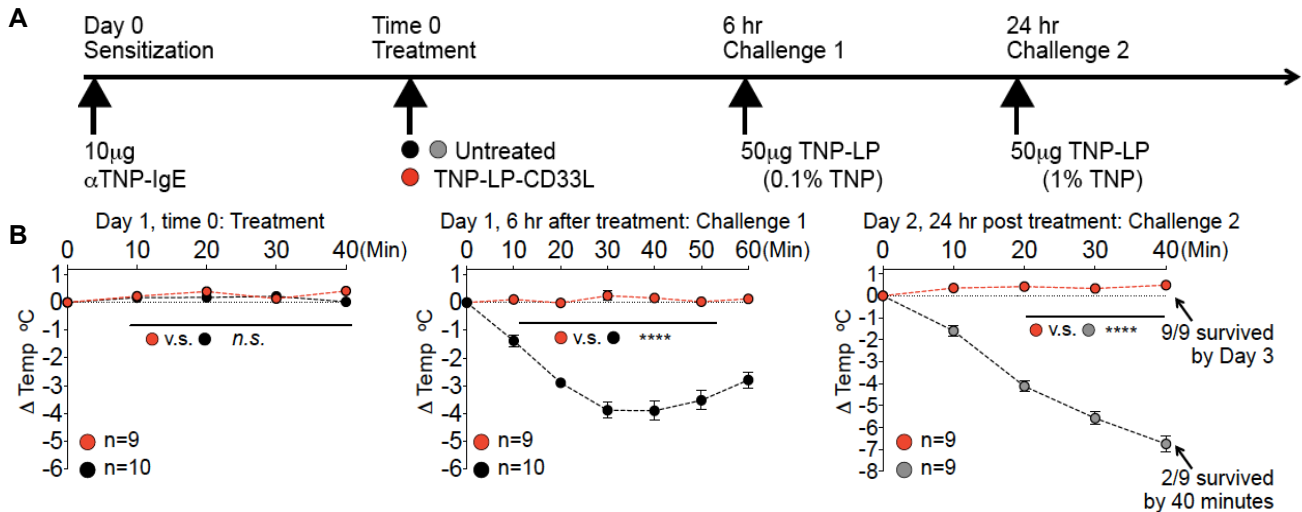 A
Day 0
Sensitization
Time 0
Treatment
6 hr
Challenge 1
24 hr
Challenge 2
10μg
αTNP-IgE
Untreated
TNP-LP-CD33L
50μg TNP-LP
(0.1% TNP)
50μg TNP-LP
(1% TNP)
B
Day 1, time 0: Treatment
0 10 20 30 40(Min)
1
0
-1
-2
-3
-4
-5
-6
Δ Temp ºC
v.s. n.s.
n=9
n=10
Day 1, 6 hr after treatment: Challenge 1
0 10 20 30 40 50 60(Min)
1
0
-1
-2
-3
-4
-5
-6
Δ Temp ºC
v.s. ****
n=9
n=10
Day 2, 24 hr post treatment: Challenge 2
0 10 20 30 40(Min)
1
0
-1
-2
-3
-4
-5
-6
-7
-8
Δ Temp ºC
v.s. ****
n=9
n=9
9/9 survived
by Day 3
2/9 survived
by 40 minutes